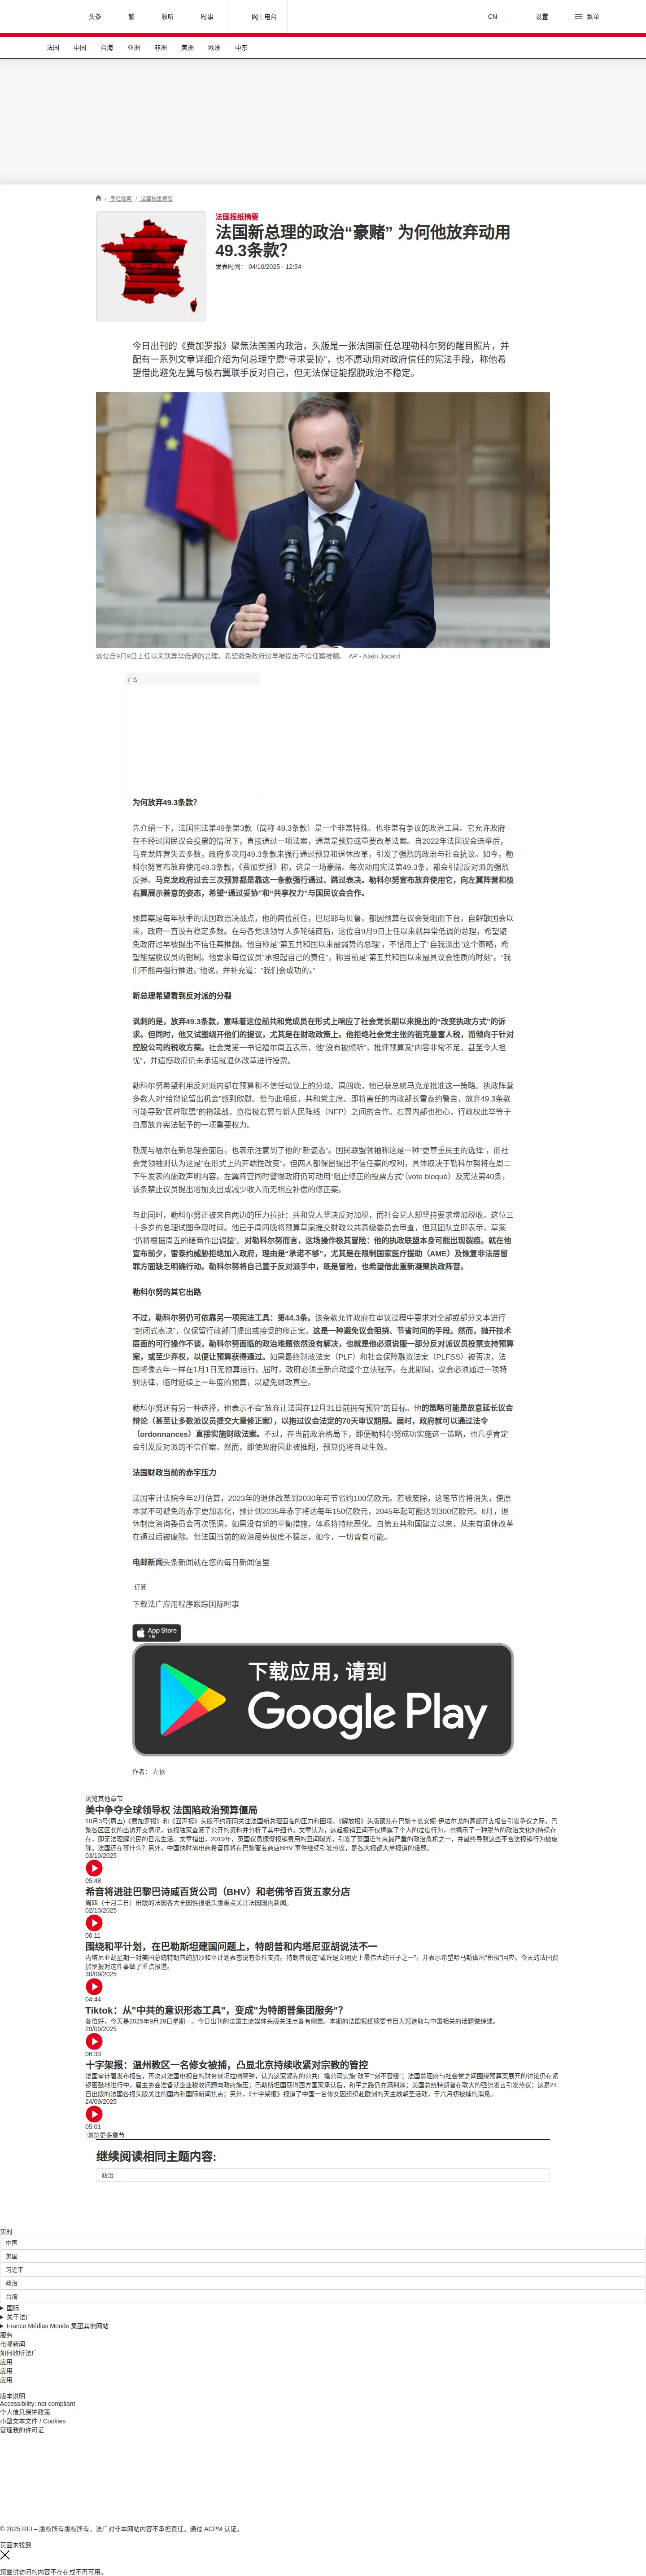 头条
繁
收听
时事
网上电台
CN
设置
菜单
法国
中国
台海
亚洲
非洲
美洲
欧洲
中东
/ 专栏检索 / 法国报纸摘要
法国报纸摘要
法国新总理的政治“豪赌” 为何他放弃动用
49.3条款？
发表时间： 04/10/2025 - 12:54
今日出刊的《费加罗报》聚焦法国国内政治，头版是一张法国新任总理勒科尔努的醒目照片，并
配有一系列文章详细介绍为何总理宁愿“寻求妥协”，也不愿动用对政府信任的宪法手段，称他希
望借此避免左翼与极右翼联手反对自己，但无法保证能摆脱政治不稳定。
这位自9月9日上任以来就异常低调的总理，希望避免政府过早被提出不信任案推翻。 AP - Alain Jocard
广告
为何放弃49.3条款？
先介绍一下，法国宪法第49条第3款（简称 49.3条款）是一个非常特殊、也非常有争议的政治工具。它允许政府
在不经过国民议会投票的情况下，直接通过一项法案，通常是预算或重要改革法案。自2022年法国议会选举后，
马克龙阵营失去多数，政府多次用49.3条款来强行通过预算和退休改革，引发了强烈的政治与社会抗议。如今，勒
科尔努宣布放弃使用49.3条款，《费加罗报》称，这是一场豪赌。每次动用宪法第49.3条，都会引起反对派的强烈
反弹。马克龙政府过去三次预算都是靠这一条款强行通过、跳过表决。勒科尔努宣布放弃使用它，向左翼阵营和极
右翼展示善意的姿态，希望“通过妥协”和“共享权力”与国民议会合作。
预算案是每年秋季的法国政治决战点，他的两位前任，巴尼耶与贝鲁，都因预算在议会受阻而下台，自解散国会以
来，政府一直没有稳定多数。在与各党派领导人多轮磋商后，这位自9月9日上任以来就异常低调的总理，希望避
免政府过早被提出不信任案推翻。他自称是“第五共和国以来最弱势的总理”，不惜用上了“自我淡出”这个策略，希
望能摆脱议员的钳制。他要求每位议员“承担起自己的责任”，称当前是“第五共和国以来最具议会性质的时刻”。“我
们不能再强行推进。”他说，并补充道：“我们会成功的。”
新总理希望看到反对派的分裂
讽刺的是，放弃49.3条款，意味着这位前共和党成员在形式上响应了社会党长期以来提出的“改变执政方式”的诉
求。但同时，他又试图绕开他们的提议，尤其是在财政政策上。他拒绝社会党主张的祖克曼富人税，而倾向于针对
控股公司的税收方案。社会党第一书记福尔周五表示，他“没有被倾听”，批评预算案“内容非常不足，甚至令人担
忧”，并遗憾政府仍未承诺就退休改革进行投票。
勒科尔努希望利用反对派内部在预算和不信任动议上的分歧。周四晚，他已获总统马克龙批准这一策略。执政阵营
多数人对“给辩论留出机会”感到欣慰。但与此相反，共和党主席、即将离任的内政部长雷泰约警告，放弃49.3条款
可能导致“民粹联盟”的拖延战，意指极右翼与新人民阵线（NFP）之间的合作。右翼内部也担心，行政权此举等于
自愿放弃宪法赋予的一项重要权力。
勒庞与福尔在新总理会面后，也表示注意到了他的“新姿态”。国民联盟领袖称这是一种“更尊重民主的选择”，而社
会党领袖则认为这是“在形式上的开端性改变”。但两人都保留提出不信任案的权利，具体取决于勒科尔努将在周二
下午发表的施政声明内容。左翼阵营同时警惕政府仍可动用“阻止修正的投票方式”（vote bloqué）及宪法第40条，
该条禁止议员提出增加支出或减少收入而无相应补偿的修正案。
与此同时，勒科尔努正被来自两边的压力拉扯：共和党人坚决反对加税，而社会党人却坚持要求增加税收。这位三
十多岁的总理试图争取时间。他已于周四晚将预算草案提交财政公共高级委员会审查，但其团队立即表示，草案
“仍将根据周五的磋商作出调整”。对勒科尔努而言，这场操作极其冒险：他的执政联盟本身可能出现裂痕。就在他
宣布前夕，雷泰约威胁拒绝加入政府，理由是“承诺不够”，尤其是在限制国家医疗援助（AME）及恢复非法居留
罪方面缺乏明确行动。勒科尔努将自己置于反对派手中，既是冒险，也希望借此重新凝聚执政阵营。
勒科尔努的其它出路
不过，勒科尔努仍可依靠另一项宪法工具：第44.3条。该条款允许政府在审议过程中要求对全部或部分文本进行
“封闭式表决”，仅保留行政部门提出或接受的修正案。这是一种避免议会阻挠、节省时间的手段。然而，抛开技术
层面的可行操作不谈，勒科尔努面临的政治难题依然没有解决，也就是他必须说服一部分反对派议员投票支持预算
案，或至少弃权，以便让预算获得通过。如果最终财政法案（PLF）和社会保障融资法案（PLFSS）被否决，法
国将像去年一样在1月1日无预算运行。届时，政府必须重新启动整个立法程序。在此期间，议会必须通过一项特
别法律，临时延续上一年度的预算，以避免财政真空。
勒科尔努还有另一种选择，他表示不会“放弃让法国在12月31日前拥有预算”的目标。他的策略可能是故意延长议会
辩论（甚至让多数派议员提交大量修正案），以拖过议会法定的70天审议期限。届时，政府就可以通过法令
（ordonnances）直接实施财政法案。不过，在当前政治格局下，即便勒科尔努成功实施这一策略，也几乎肯定
会引发反对派的不信任案。然而，即使政府因此被推翻，预算仍将自动生效。
法国财政当前的赤字压力
法国审计法院今年2月估算，2023年的退休改革到2030年可节省约100亿欧元。若被废除，这笔节省将消失，使原
本就不可避免的赤字更加恶化，预计到2035年赤字将达每年150亿欧元，2045年起可能达到300亿欧元。6月，退
休制度咨询委员会再次强调，如果没有新的平衡措施，体系将持续恶化。自第五共和国建立以来，从未有退休改革
在通过后被废除。但法国当前的政治局势极度不稳定，如今，一切皆有可能。
电邮新闻头条新闻就在您的每日新闻信里
订阅
下载法广应用程序跟踪国际时事
App Store
下载
下载应用，请到
Google Play
作者： 左依
浏览其他章节
美中争夺全球领导权 法国陷政治预算僵局
10月3号(周五)《费加罗报》和《回声报》头版不约而同关注法国新总理面临的压力和困境。《解放报》头版聚焦在巴黎市长安妮·伊达尔戈的高额开支报告引发争议之际，巴
黎各区区长的出访开支情况，该报独家查阅了公开的资料并分析了其中细节。文章认为，这起报销丑闻不仅揭露了个人的过度行为，也揭示了一种脱节的政治文化的持续存
在，即无法理解公民的日常生活。文章指出，2019年，英国议员慷慨报销费用的丑闻曝光，引发了英国近年来最严重的政治危机之一，并最终导致这些不合法报销行为被废
除。法国还在等什么？另外，中国快时尚电商希音即将在巴黎著名商店BHV 事件继续引发热议，是各大报都大量报道的话题。
03/10/2025
05:48
希音将进驻巴黎巴诗威百货公司（BHV）和老佛爷百货五家分店
周四（十月二日）出版的法国各大全国性报纸头版重点关注法国国内新闻。
02/10/2025
06:11
围绕和平计划，在巴勒斯坦建国问题上，特朗普和内塔尼亚胡说法不一
内塔尼亚胡星期一对美国总统特朗普的加沙和平计划表态说有条件支持。特朗普说这“或许是文明史上最伟大的日子之一”，并表示希望哈马斯做出“积极”回应。今天的法国费
加罗报对这件事做了重点报道。
30/09/2025
04:44
Tiktok：从"中共的意识形态工具"，变成"为特朗普集团服务"？
各位好，今天是2025年9月29日星期一。今日出刊的法国主流媒体头版关注点各有侧重。本期的法国报纸摘要节目为您选取与中国相关的话题做综述。
29/09/2025
06:33
十字架报：温州教区一名修女被捕，凸显北京持续收紧对宗教的管控
法国审计署发布报告，再次对法国电视台的财务状况拉响警钟，认为这家领先的公共广播公司实施“改革”“刻不容缓”；法国总理府与社会党之间围绕预算案展开的讨论仍在紧
锣密鼓地进行中，雇主协会准备就企业税收问题向政府施压；巴勒斯坦国获得西方国家承认后，和平之路仍充满荆棘；美国总统特朗普在联大的强势发言引发热议；这是24
日出版的法国各报头版关注的国内和国际新闻焦点；另外，《十字架报》报道了中国一名修女因组织赴欧洲的天主教朝圣活动，于六月初被捕的消息。
24/09/2025
05:01
浏览更多章节
继续阅读相同主题内容:
政治
实时
中国
美国
习近平
政治
台湾
国际
关于法广
France Médias Monde 集团其他网站
服务
电邮新闻
如何收听法广
应用
应用
应用
版本说明
Accessibility: not compliant
个人信息保护政策
小型文本文件 / Cookies
管理我的许可证
© 2025 RFI – 版权所有版权所有。法广对非本网站内容不承担责任。通过 ACPM 认证。
页面未找到
您尝试访问的内容不存在或不再可用。